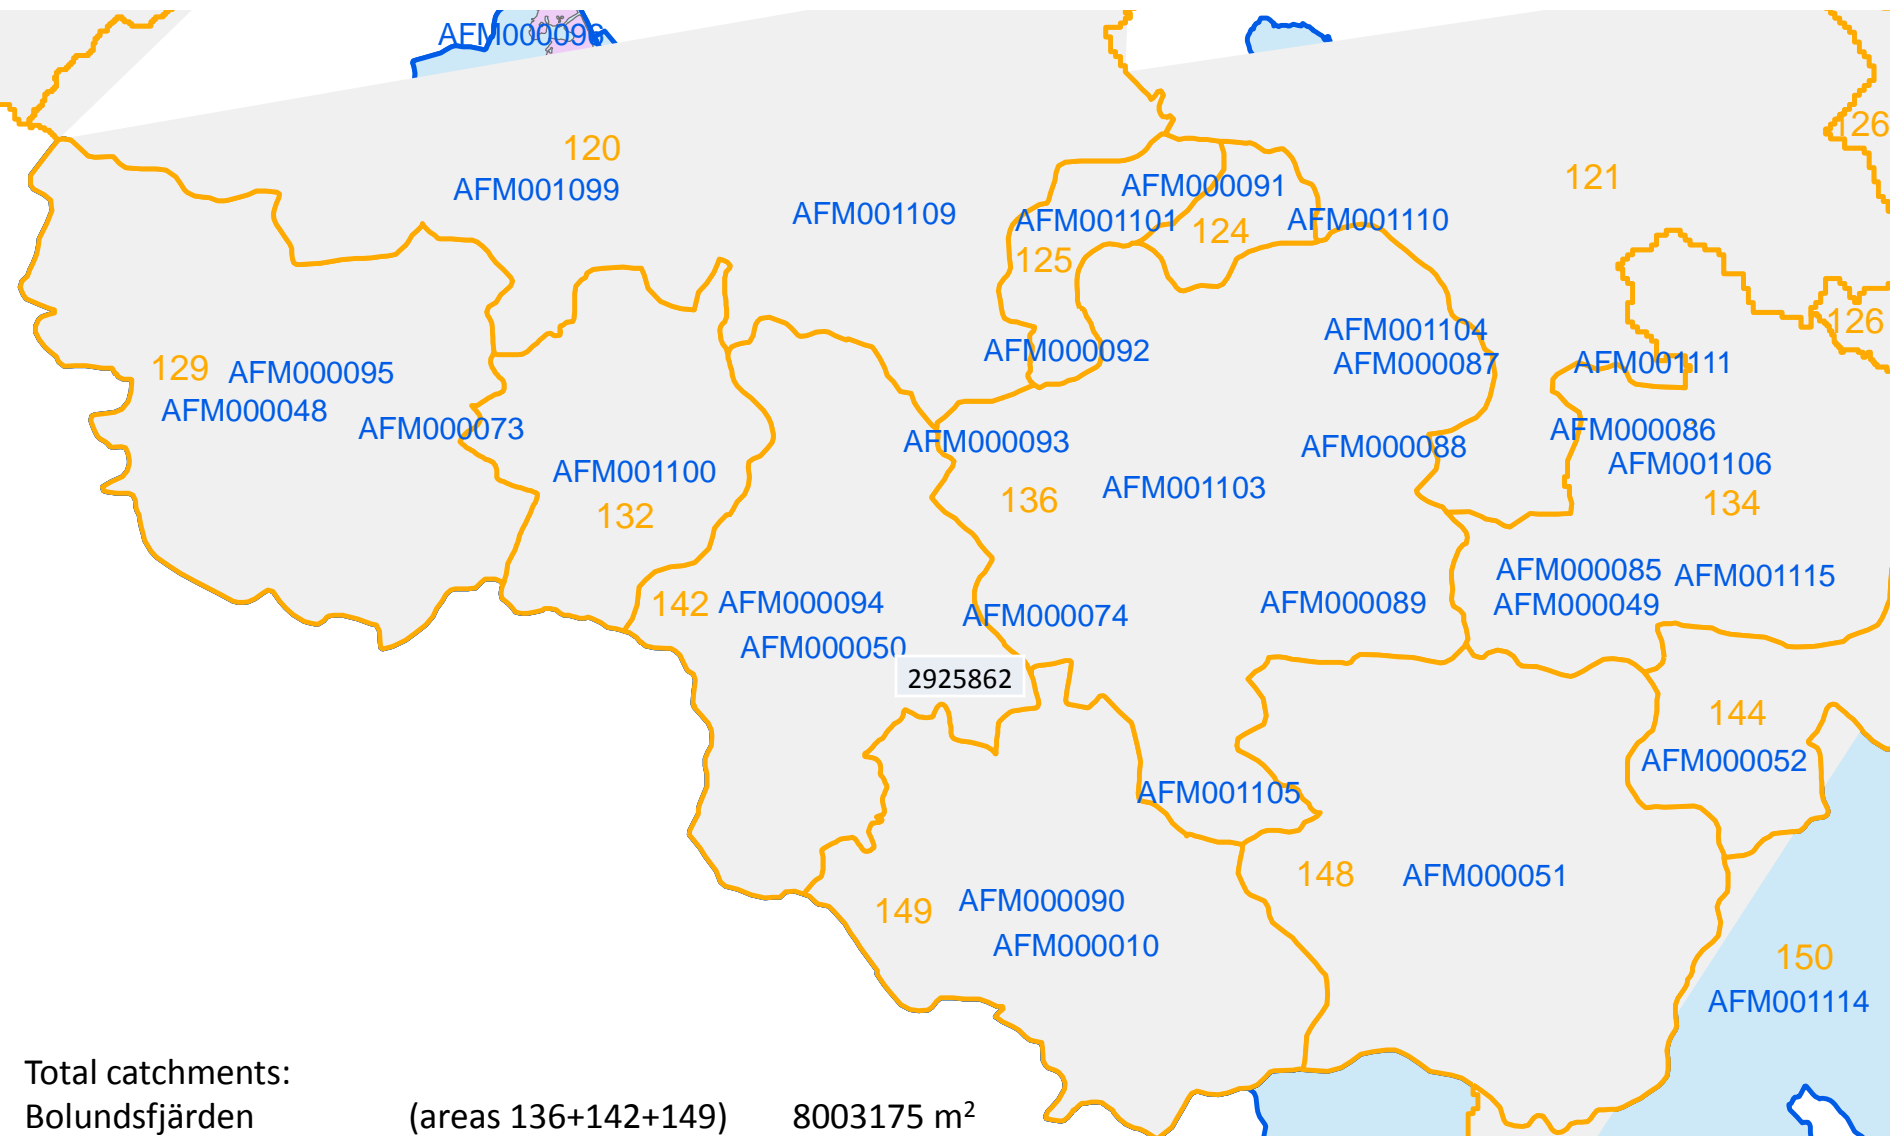 AFM000096
120
AFM001099
AFM001109
AFM000091
AFM001101
124
125
AFM001110
121
126
126
129
AFM000095
AFM000048
AFM000073
AFM001100
132
AFM000092
AFM001104
AFM000087
AFM001111
AFM000093
136
AFM001103
AFM000088
AFM000086
AFM001106
134
142
AFM000094
AFM000050
AFM000074
AFM000089
AFM000085
AFM001115
AFM000049
2925862
144
AFM000052
AFM001105
148
AFM000051
149
AFM000090
AFM000010
150
AFM001114
Total catchments:
Bolundsfjärden (areas 136+142+149) 8003175 m²